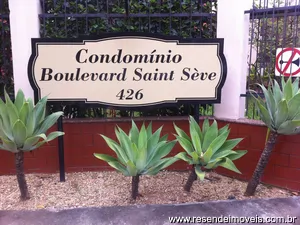 Condomínio
Boulevard Saint Sève
426
www.resendeimoveis.com.br